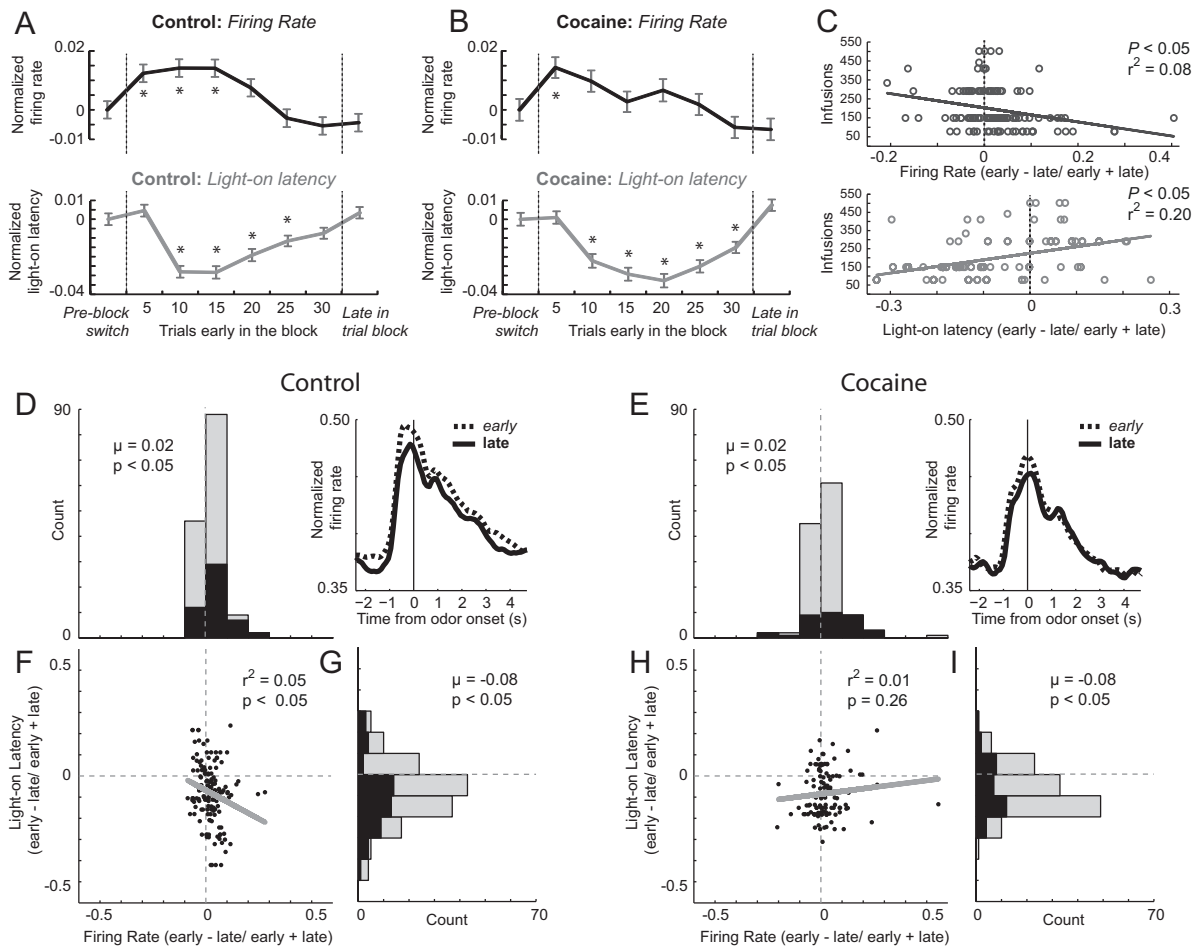 A
Control: Firing Rate
Normalized
firing rate
0.02
0
-0.01
*
*
*
Control: Light-on latency
Normalized
light-on latency
0.01
0
-0.04
*
*
*
*
Pre-block
switch
5
10
15
20
25
30
Late in
trial block
Trials early in the block
B
Cocaine: Firing Rate
Normalized
firing rate
0.02
0
-0.01
*
Cocaine: Light-on latency
Normalized
light-on latency
0.01
0
-0.04
*
*
*
*
*
Pre-block
switch
5
10
15
20
25
30
Late in
trial block
Trials early in the block
C
Infusions
550
450
350
250
150
50
P < 0.05
r2 = 0.08
-0.2
0
0.2
0.4
Firing Rate (early - late/ early + late)
Infusions
550
450
350
250
150
50
P < 0.05
r2 = 0.20
-0.3
0
0.3
Light-on latency (early - late/ early + late)
Control
D
90
Count
0
μ = 0.02
p < 0.05
0.50
Normalized
firing rate
0.35
early
late
−2
−1
0
1
2
3
4
Time from odor onset (s)
Cocaine
E
90
Count
0
μ = 0.02
p < 0.05
0.50
Normalized
firing rate
0.35
early
late
−2
−1
0
1
2
3
4
Time from odor onset (s)
F
0.5
0
-0.5
Light-on Latency
(early - late/ early + late)
r2 = 0.05
p < 0.05
-0.5
0
0.5
Firing Rate (early - late/ early + late)
G
μ = -0.08
p < 0.05
0
70
Count
H
0.5
0
-0.5
Light-on Latency
(early - late/ early + late)
r2 = 0.01
p = 0.26
-0.5
0
0.5
Firing Rate (early - late/ early + late)
I
μ = -0.08
p < 0.05
0
70
Count